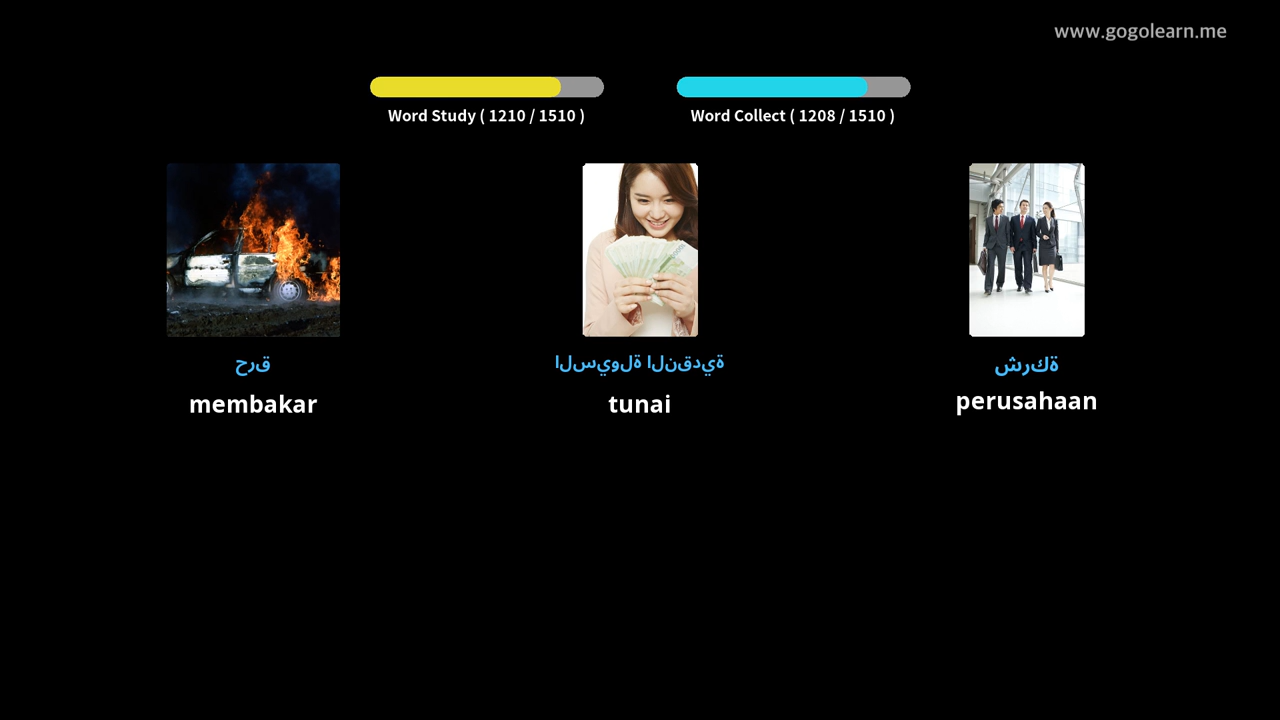 www.gogolearn.me
Word Study ( 1210 / 1510 )
Word Collect ( 1208 / 1510 )
حرق
السيولة النقدية
شركة
membakar
tunai
perusahaan